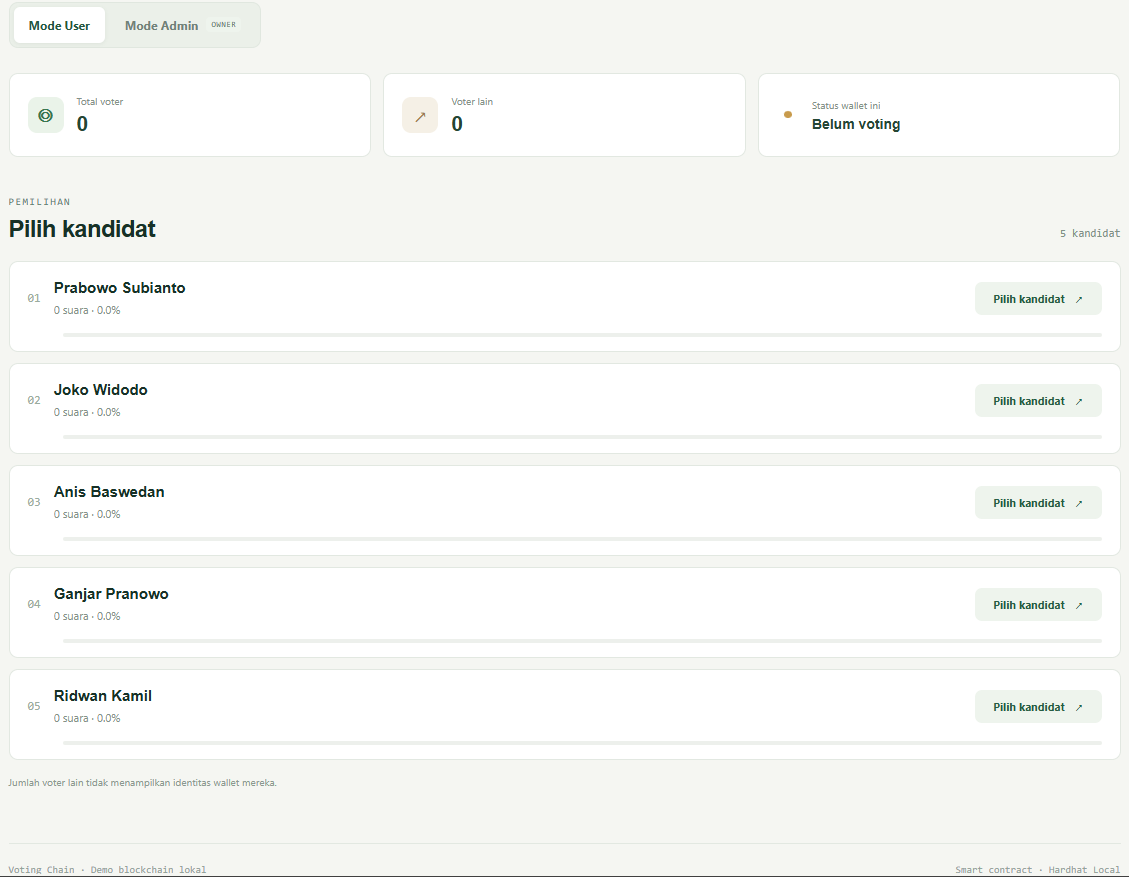 Mode User Mode Admin OWNER
Total voter
0
Voter lain
0
Status wallet ini
Belum voting
PEMILIHAN
Pilih kandidat
5 kandidat
01 Prabowo Subianto
0 suara · 0.0%
Pilih kandidat ↗
02 Joko Widodo
0 suara · 0.0%
Pilih kandidat ↗
03 Anis Baswedan
0 suara · 0.0%
Pilih kandidat ↗
04 Ganjar Pranowo
0 suara · 0.0%
Pilih kandidat ↗
05 Ridwan Kamil
0 suara · 0.0%
Pilih kandidat ↗
Jumlah voter lain tidak menampilkan identitas wallet mereka.
Voting Chain · Demo blockchain lokal
Smart contract · Hardhat Local